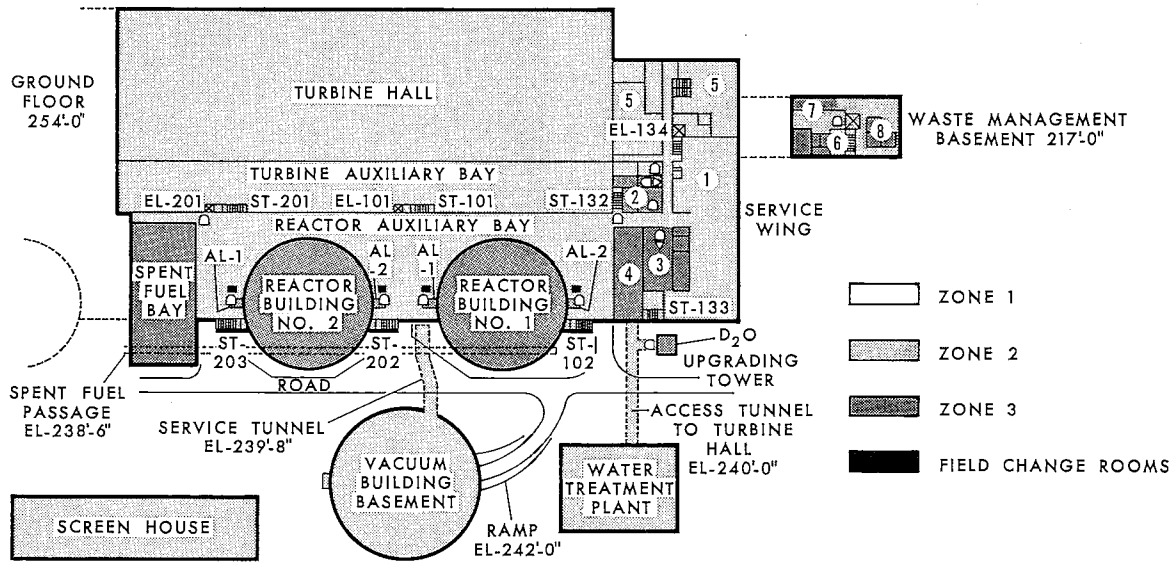 GROUND
FLOOR
254'-0"
TURBINE HALL
5
5
EL-134
7
6
8
WASTE MANAGEMENT
BASEMENT 217'-0"
TURBINE AUXILIARY BAY
1
2
EL-201
ST-201
EL-101
ST-101
ST-132
SERVICE
WING
REACTOR AUXILIARY BAY
AL-1
AL
-2
AL
-1
AL-2
3
4
SPENT
FUEL
BAY
REACTOR
BUILDING
NO. 2
REACTOR
BUILDING
NO. 1
ST-133
ST-
203
ST-
202
ST-
102
D2O
UPGRADING
TOWER
SPENT FUEL
PASSAGE
EL-238'-6"
ROAD
SERVICE TUNNEL
EL-239'-8"
ACCESS TUNNEL
TO TURBINE
HALL
EL-240'-0"
VACUUM
BUILDING
BASEMENT
WATER
TREATMENT
PLANT
RAMP
EL-242'-0"
SCREEN HOUSE
ZONE 1
ZONE 2
ZONE 3
FIELD CHANGE ROOMS